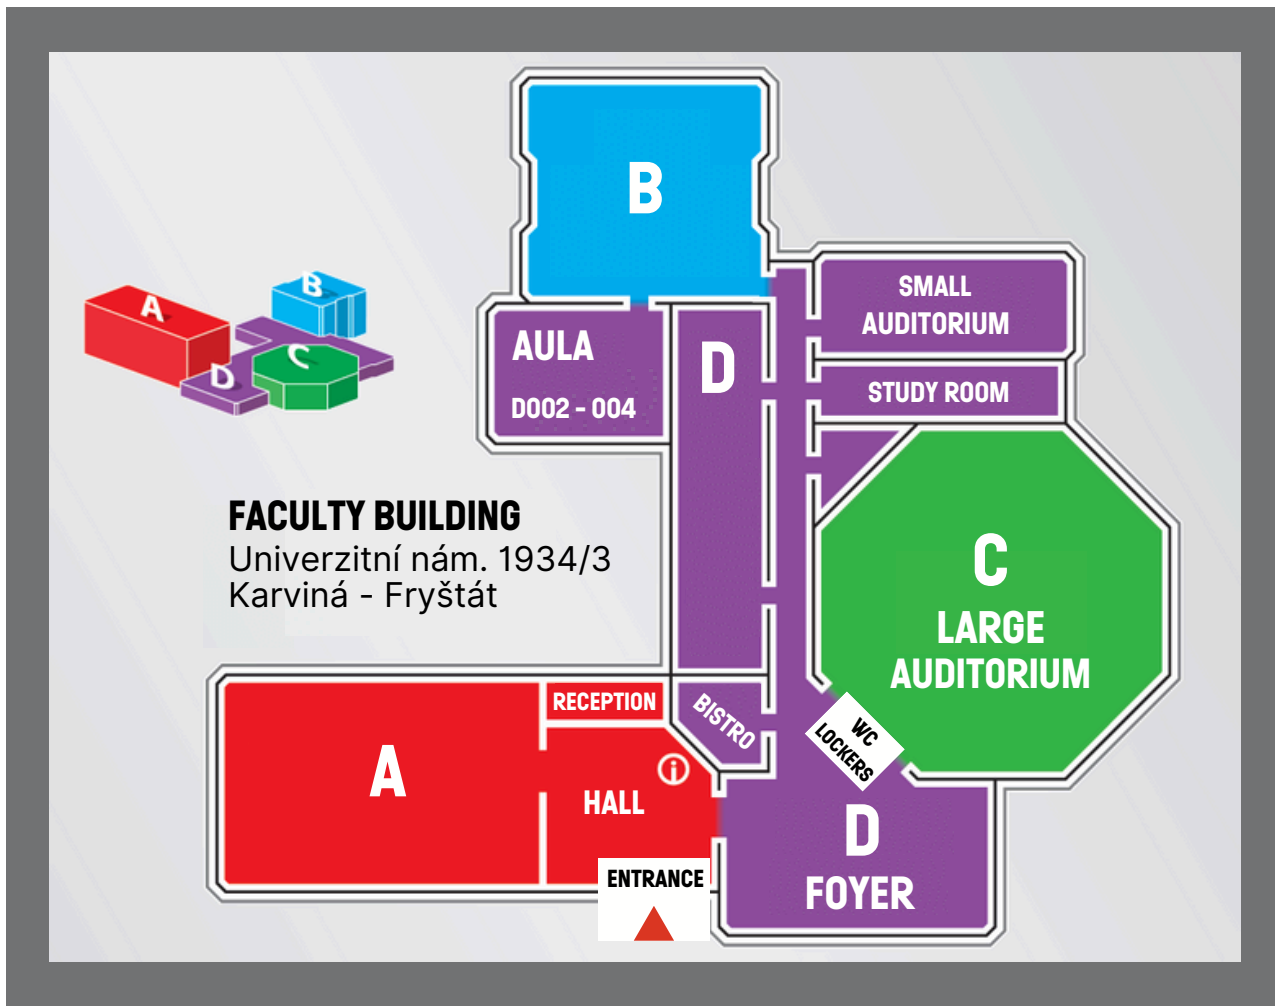 B
SMALL
AUDITORIUM
A
B
C
D
AULA
D
D002 - 004
STUDY ROOM
FACULTY BUILDING
Univerzitní nám. 1934/3
Karviná - Fryštát
C
LARGE
AUDITORIUM
RECEPTION
BISTRO
WC
LOCKERS
A
i
HALL
D
FOYER
ENTRANCE